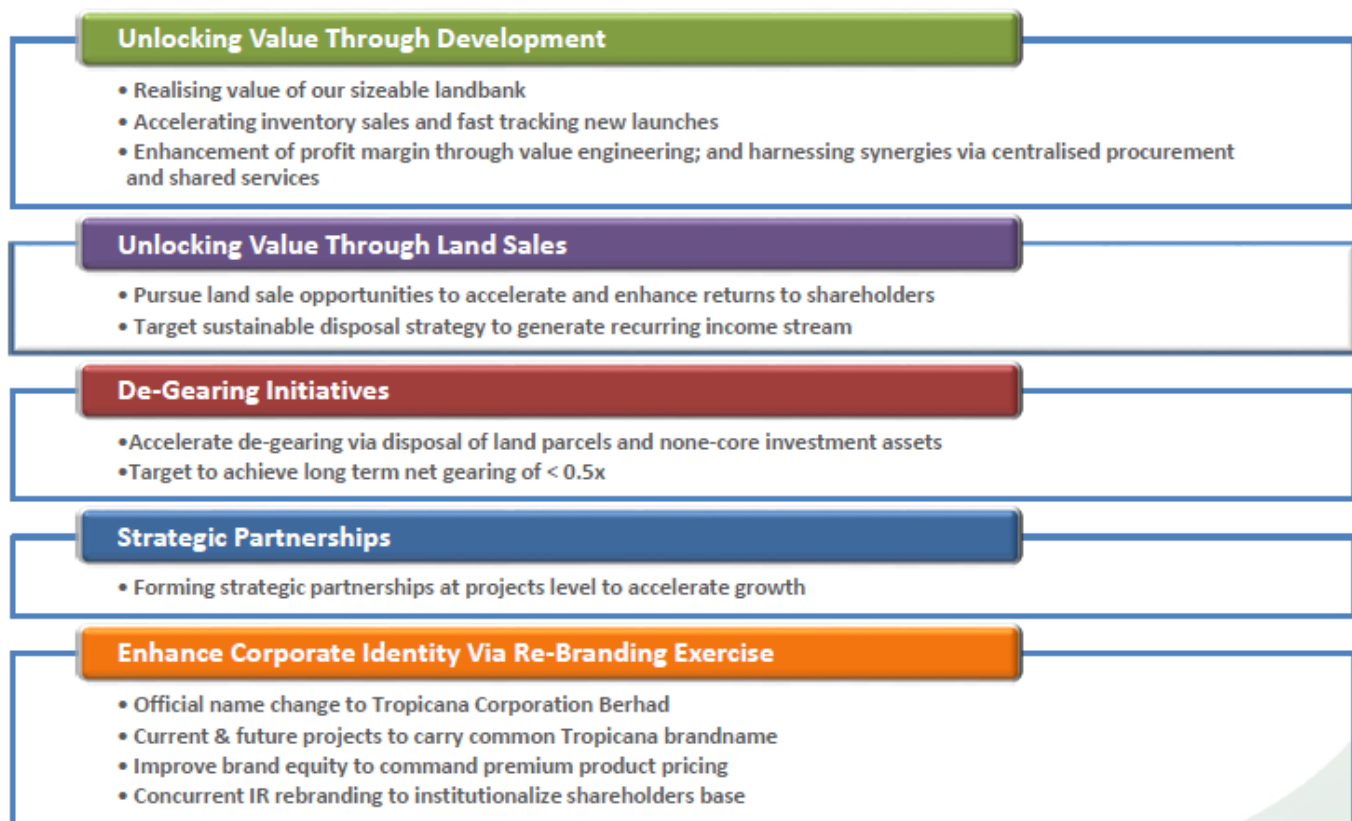 Unlocking Value Through Development
• Realising value of our sizeable landbank
• Accelerating inventory sales and fast tracking new launches
• Enhancement of profit margin through value engineering; and harnessing synergies via centralised procurement
and shared services
Unlocking Value Through Land Sales
• Pursue land sale opportunities to accelerate and enhance returns to shareholders
• Target sustainable disposal strategy to generate recurring income stream
De-Gearing Initiatives
•Accelerate de-gearing via disposal of land parcels and none-core investment assets
•Target to achieve long term net gearing of < 0.5x
Strategic Partnerships
• Forming strategic partnerships at projects level to accelerate growth
Enhance Corporate Identity Via Re-Branding Exercise
• Official name change to Tropicana Corporation Berhad
• Current & future projects to carry common Tropicana brandname
• Improve brand equity to command premium product pricing
• Concurrent IR rebranding to institutionalize shareholders base